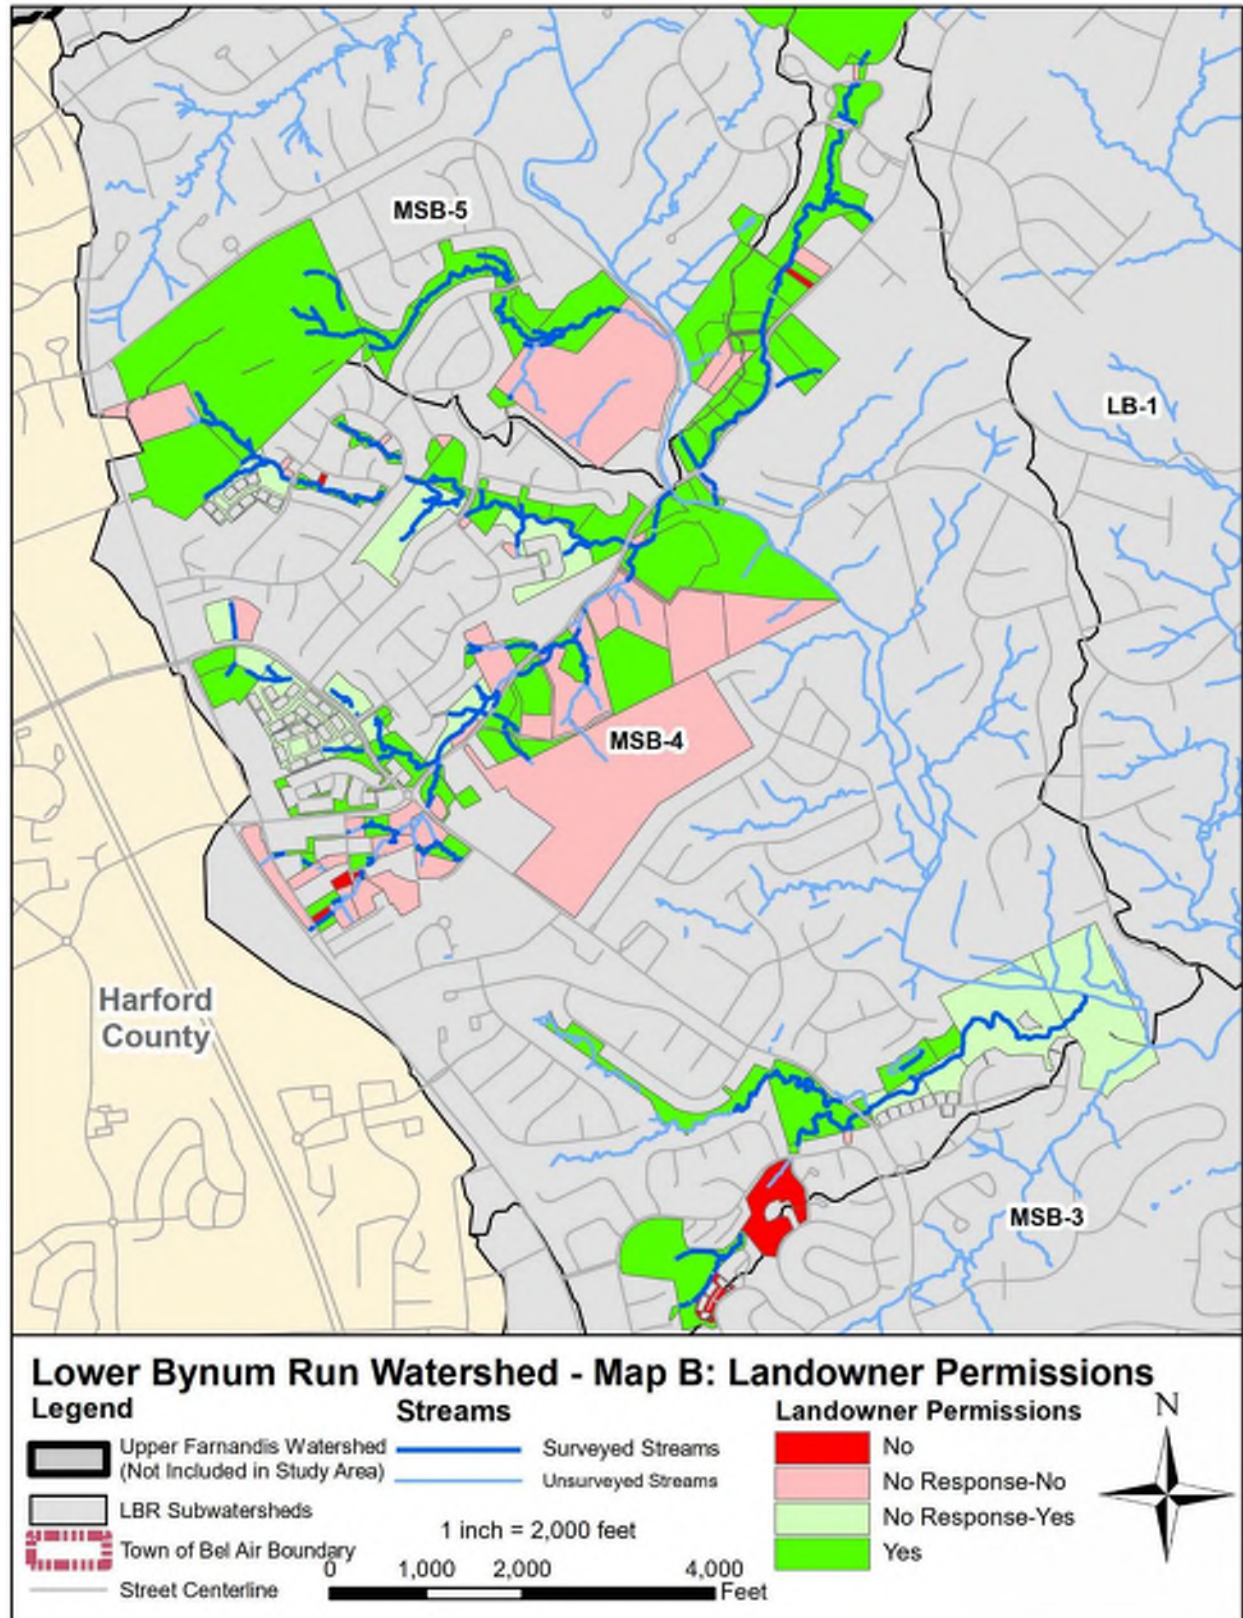 MSB-5
LB-1
MSB-4
Harford
County
MSB-3
Lower Bynum Run Watershed - Map B: Landowner Permissions
Legend
Upper Farnandis Watershed
(Not Included in Study Area)
LBR Subwatersheds
Town of Bel Air Boundary
Street Centerline
Streams
Surveyed Streams
Unsurveyed Streams
1 inch = 2,000 feet
0 1,000 2,000 4,000
Feet
Landowner Permissions
No
No Response-No
No Response-Yes
Yes
N